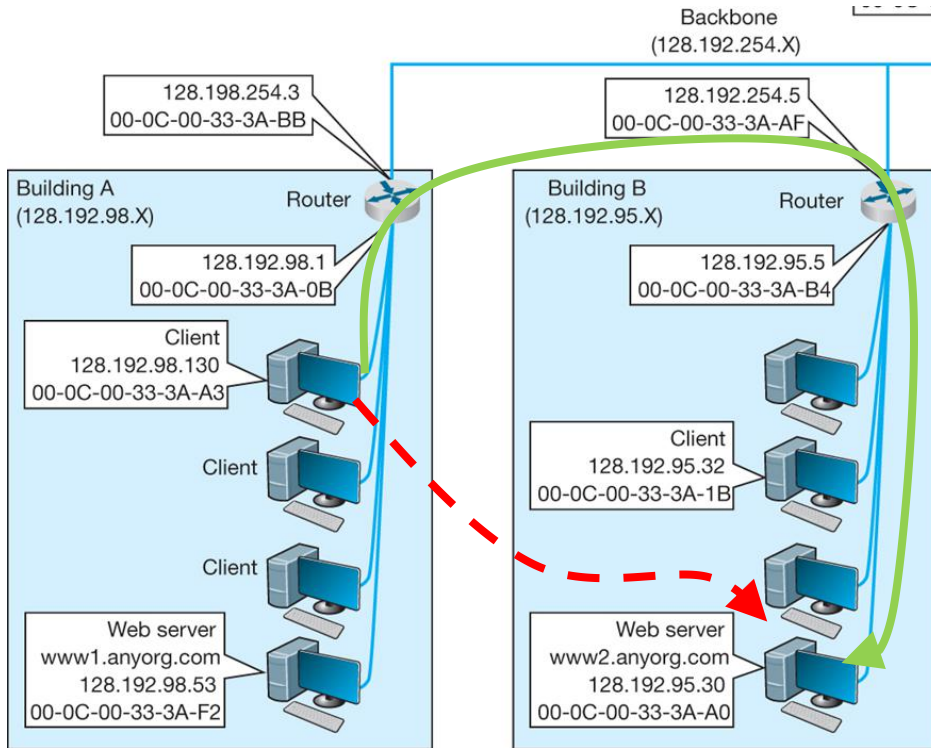 Backbone
(128.192.254.X)
128.198.254.3
00-0C-00-33-3A-BB
128.192.254.5
00-0C-00-33-3A-AF
Building A
(128.192.98.X)
Router
128.192.98.1
00-0C-00-33-3A-0B
Client
128.192.98.130
00-0C-00-33-3A-A3
Client
Client
Web server
www1.anyorg.com
128.192.98.53
00-0C-00-33-3A-F2
Building B
(128.192.95.X)
Router
128.192.95.5
00-0C-00-33-3A-B4
Client
128.192.95.32
00-0C-00-33-3A-1B
Web server
www2.anyorg.com
128.192.95.30
00-0C-00-33-3A-A0